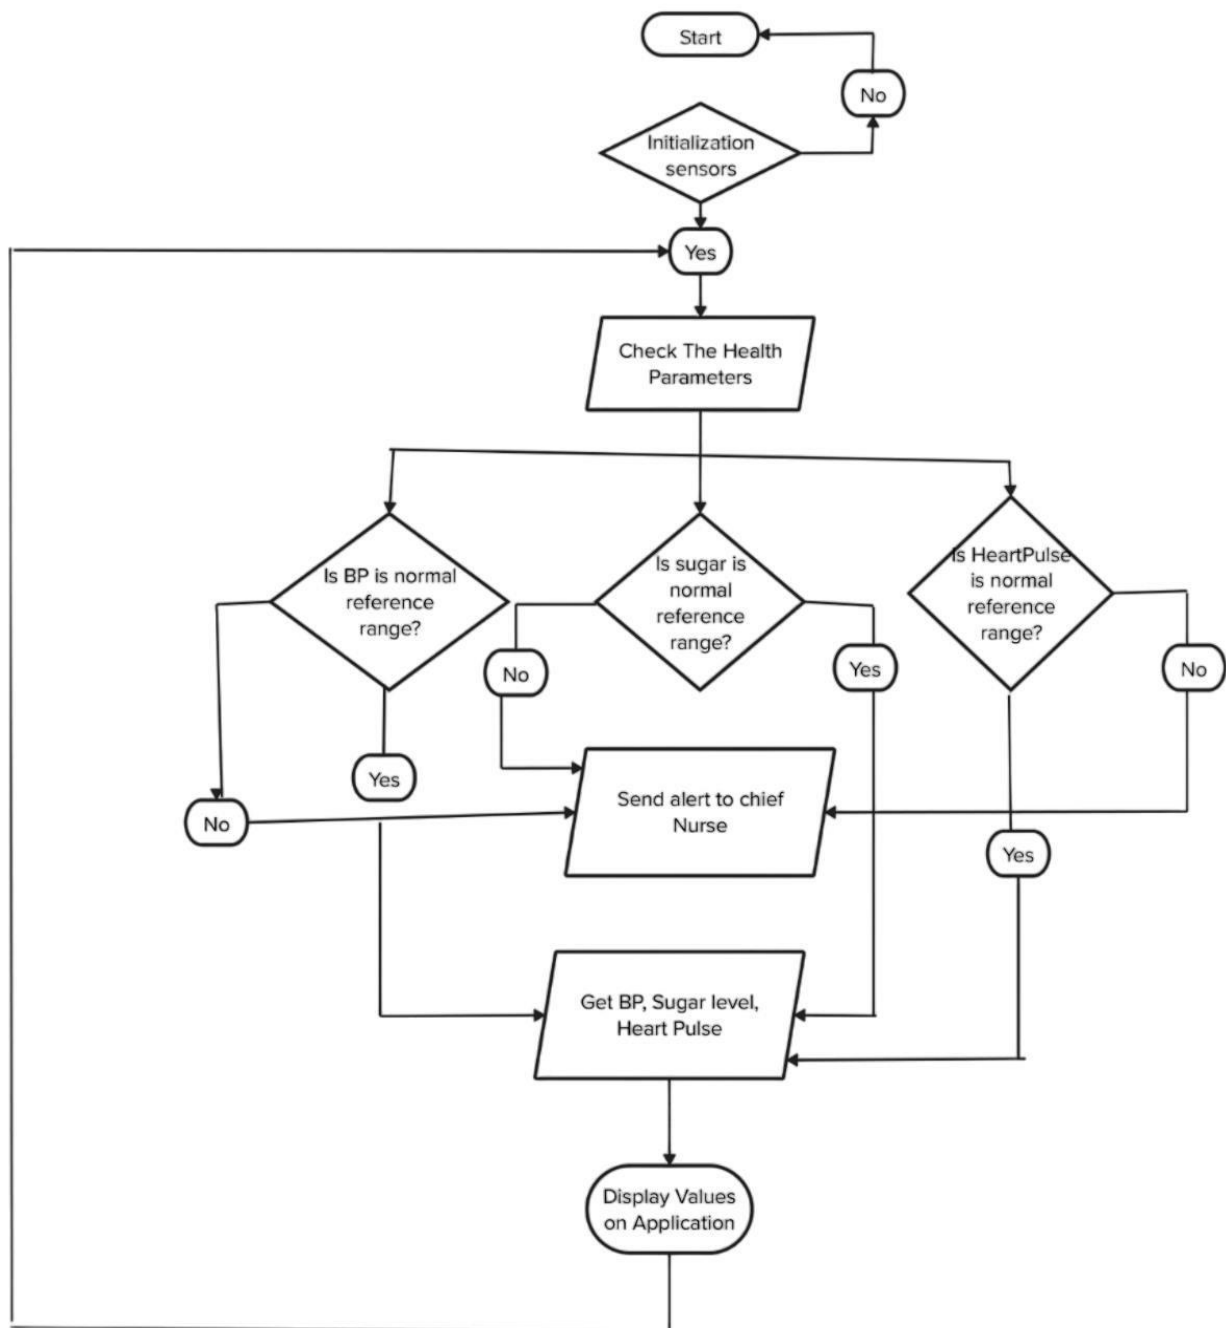 Start
No
Initialization
sensors
Yes
Check The Health
Parameters
Is BP is normal
reference
range?
Is sugar is
normal
reference
range?
Is HeartPulse
is normal
reference
range?
No
Yes
No
Yes
No
Send alert to chief
Nurse
Yes
Get BP, Sugar level,
Heart Pulse
Display Values
on Application